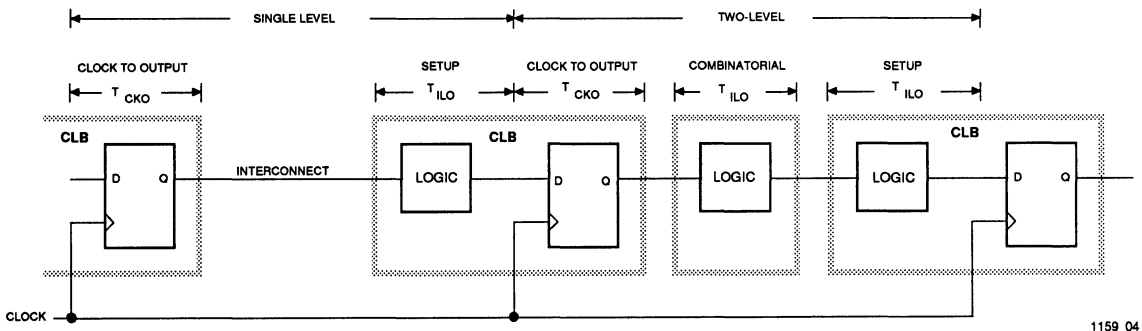 SINGLE LEVEL TWO-LEVEL
CLOCK TO OUTPUT SETUP CLOCK TO OUTPUT COMBINATORIAL SETUP
T CKO T ILO T CKO T ILO T ILO
CLB CLB CLB
INTERCONNECT
D Q LOGIC D Q LOGIC LOGIC D Q
CLOCK
1159 04